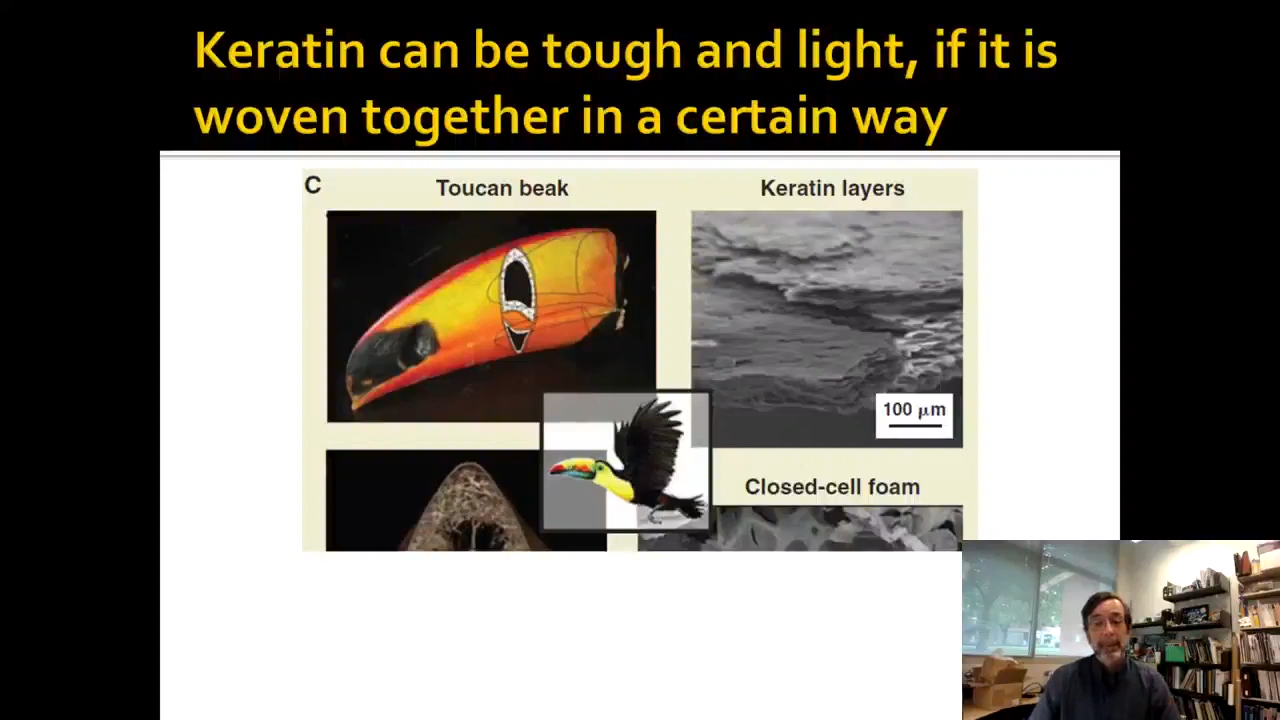 Keratin can be tough and light, if it is
woven together in a certain way
C
Toucan beak
Keratin layers
100 μm
Closed-cell foam